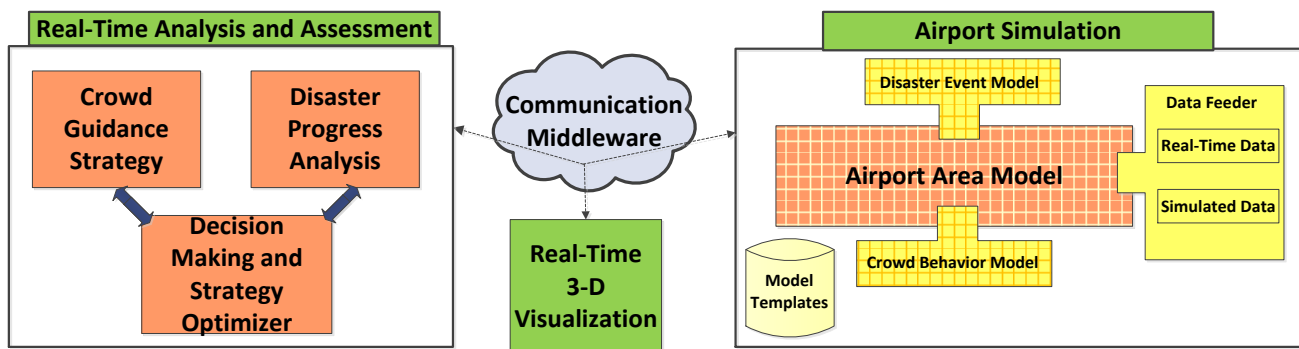 Real-Time Analysis and Assessment
Crowd
Guidance
Strategy
Disaster
Progress
Analysis
Decision
Making and
Strategy
Optimizer
Communication
Middleware
Real-Time
3-D
Visualization
Airport Simulation
Disaster Event Model
Airport Area Model
Crowd Behavior Model
Data Feeder
Real-Time Data
Simulated Data
Model
Templates